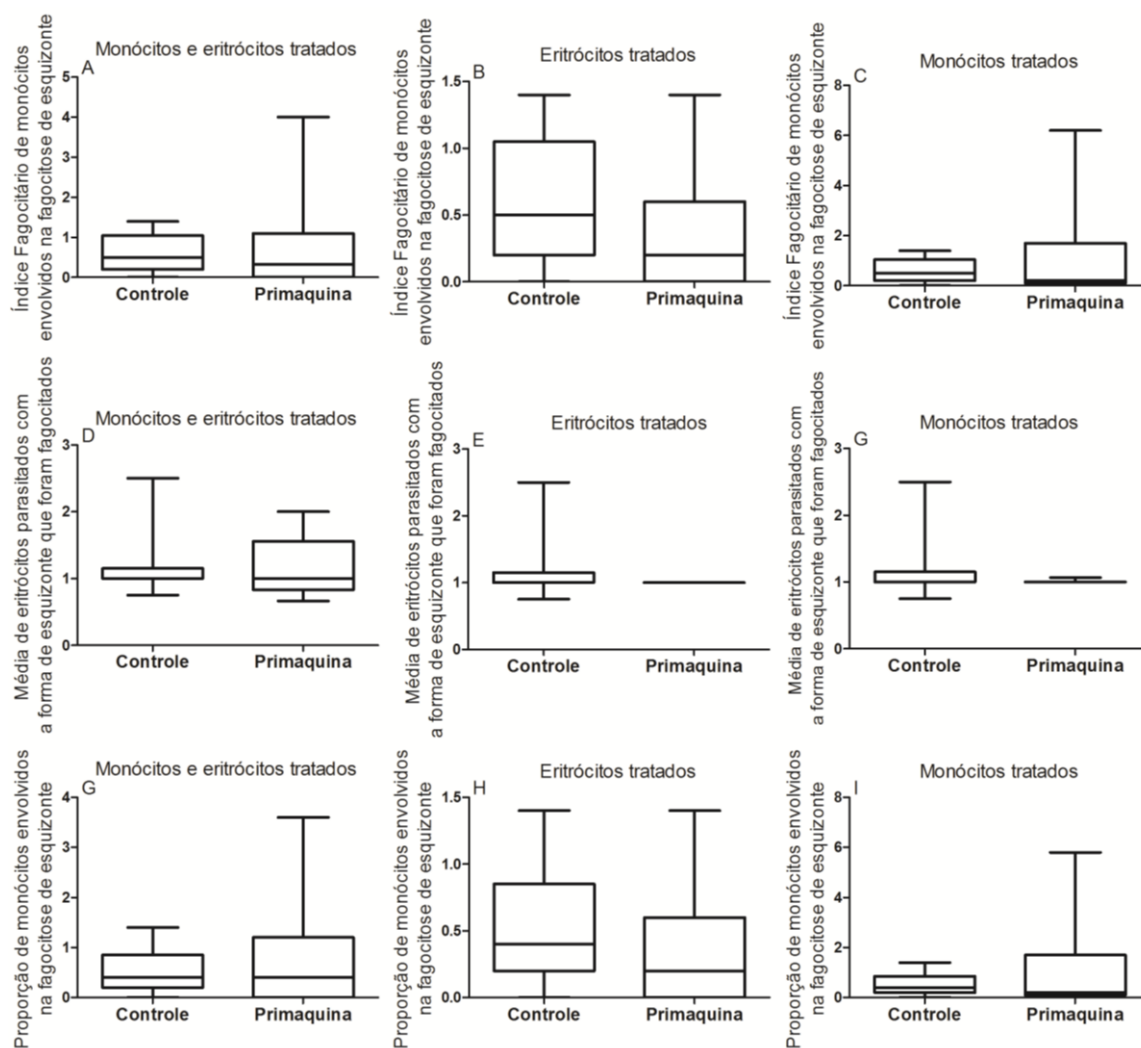 Monócitos e eritrócitos tratados
A
Índice Fagocitário de monócitos
envolvidos na fagocitose de esquizonte
5
4
3
2
1
0
Controle
Primaquina
Eritrócitos tratados
B
Índice Fagocitário de monócitos
envolvidos na fagocitose de esquizonte
1.5
1.0
0.5
0.0
Controle
Primaquina
Monócitos tratados
C
Índice Fagocitário de monócitos
envolvidos na fagocitose de esquizonte
8
6
4
2
0
Controle
Primaquina
Monócitos e eritrócitos tratados
D
Média de eritrócitos parasitados com
a forma de esquizonte que foram fagocitados
3
2
1
0
Controle
Primaquina
Eritrócitos tratados
E
Média de eritrócitos parasitados com
a forma de esquizonte que foram fagocitados
3
2
1
0
Controle
Primaquina
Monócitos tratados
G
Média de eritrócitos parasitados com
a forma de esquizonte que foram fagocitados
3
2
1
0
Controle
Primaquina
Monócitos e eritrócitos tratados
G
Proporção de monócitos envolvidos
na fagocitose de esquizonte
4
3
2
1
0
Controle
Primaquina
Eritrócitos tratados
H
Proporção de monócitos envolvidos
na fagocitose de esquizonte
1.5
1.0
0.5
0.0
Controle
Primaquina
Monócitos tratados
I
Proporção de monócitos envolvidos
na fagocitose de esquizonte
8
6
4
2
0
Controle
Primaquina